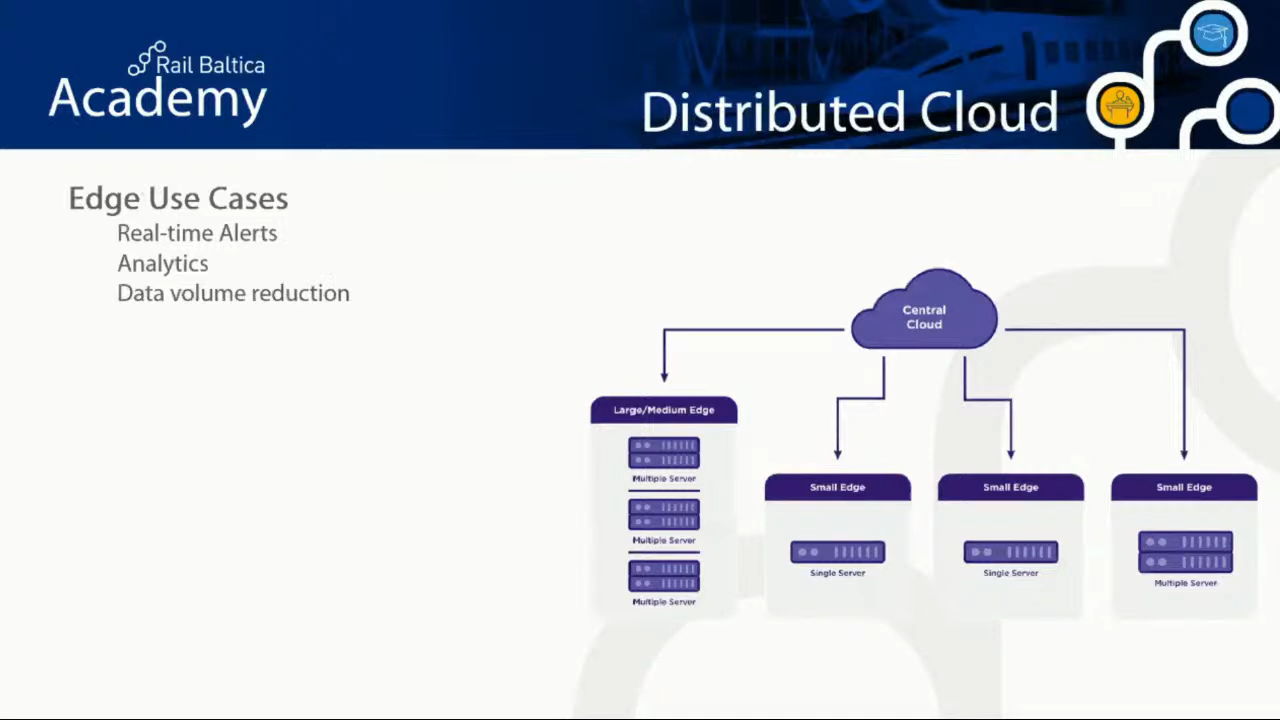 Rail Baltica
Academy
Distributed Cloud
Edge Use Cases
Real-time Alerts
Analytics
Data volume reduction
Central
Cloud
Large/Medium Edge
Multiple Server
Multiple Server
Multiple Server
Small Edge
Single Server
Small Edge
Single Server
Small Edge
Multiple Server